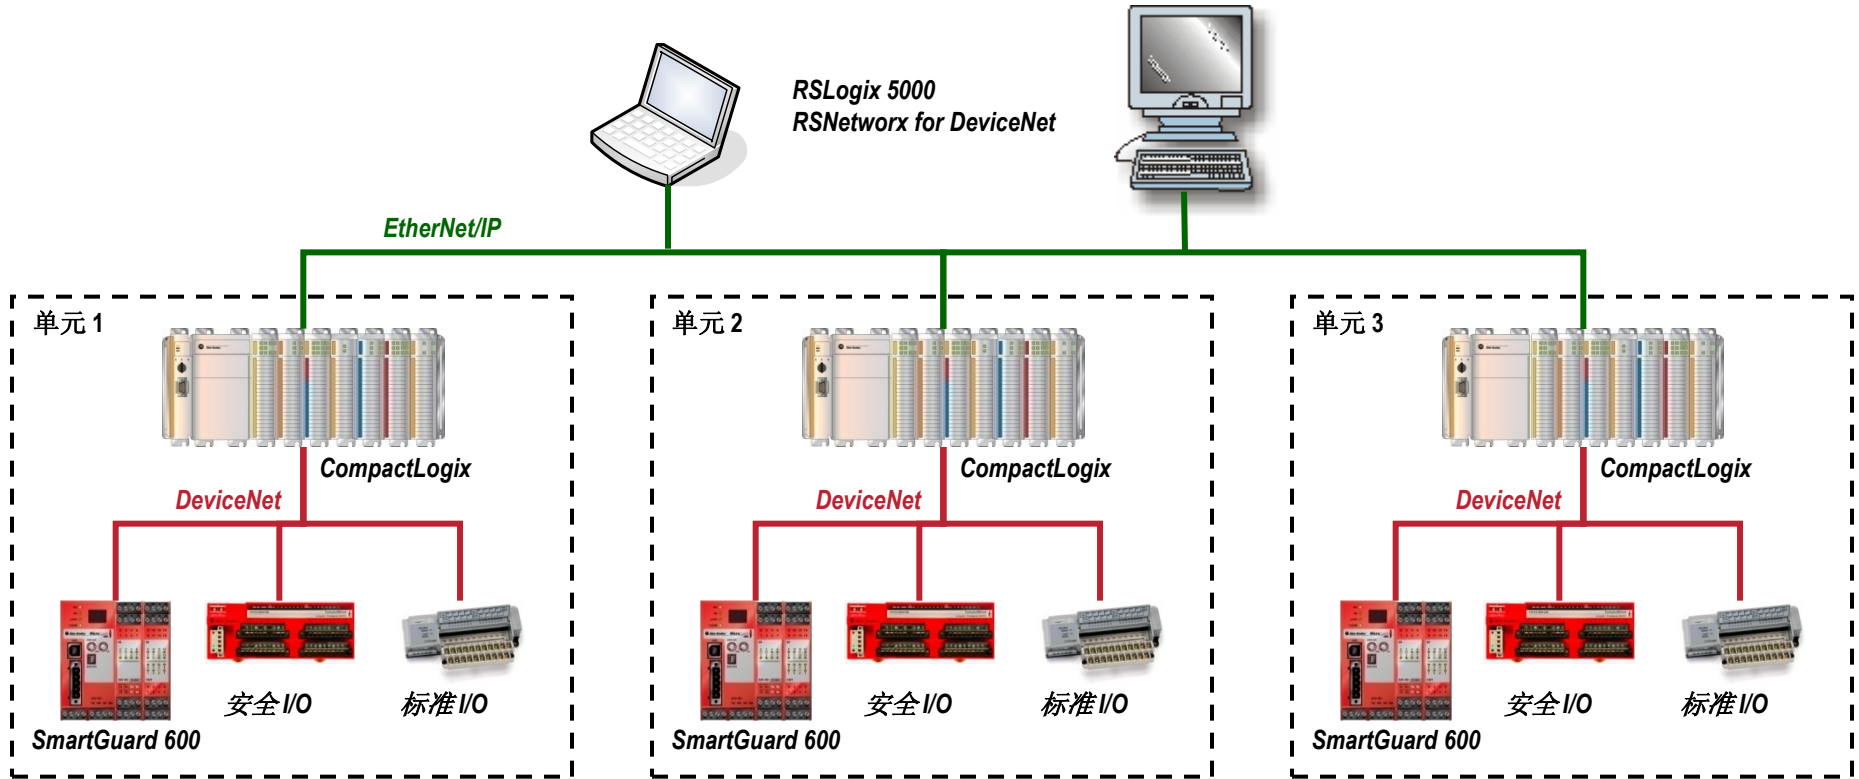 RSLogix 5000
RSNetworx for DeviceNet
EtherNet/IP
单元 1
CompactLogix
DeviceNet
安全 I/O
标准 I/O
SmartGuard 600
单元 2
CompactLogix
DeviceNet
安全 I/O
标准 I/O
SmartGuard 600
单元 3
CompactLogix
DeviceNet
安全 I/O
标准 I/O
SmartGuard 600